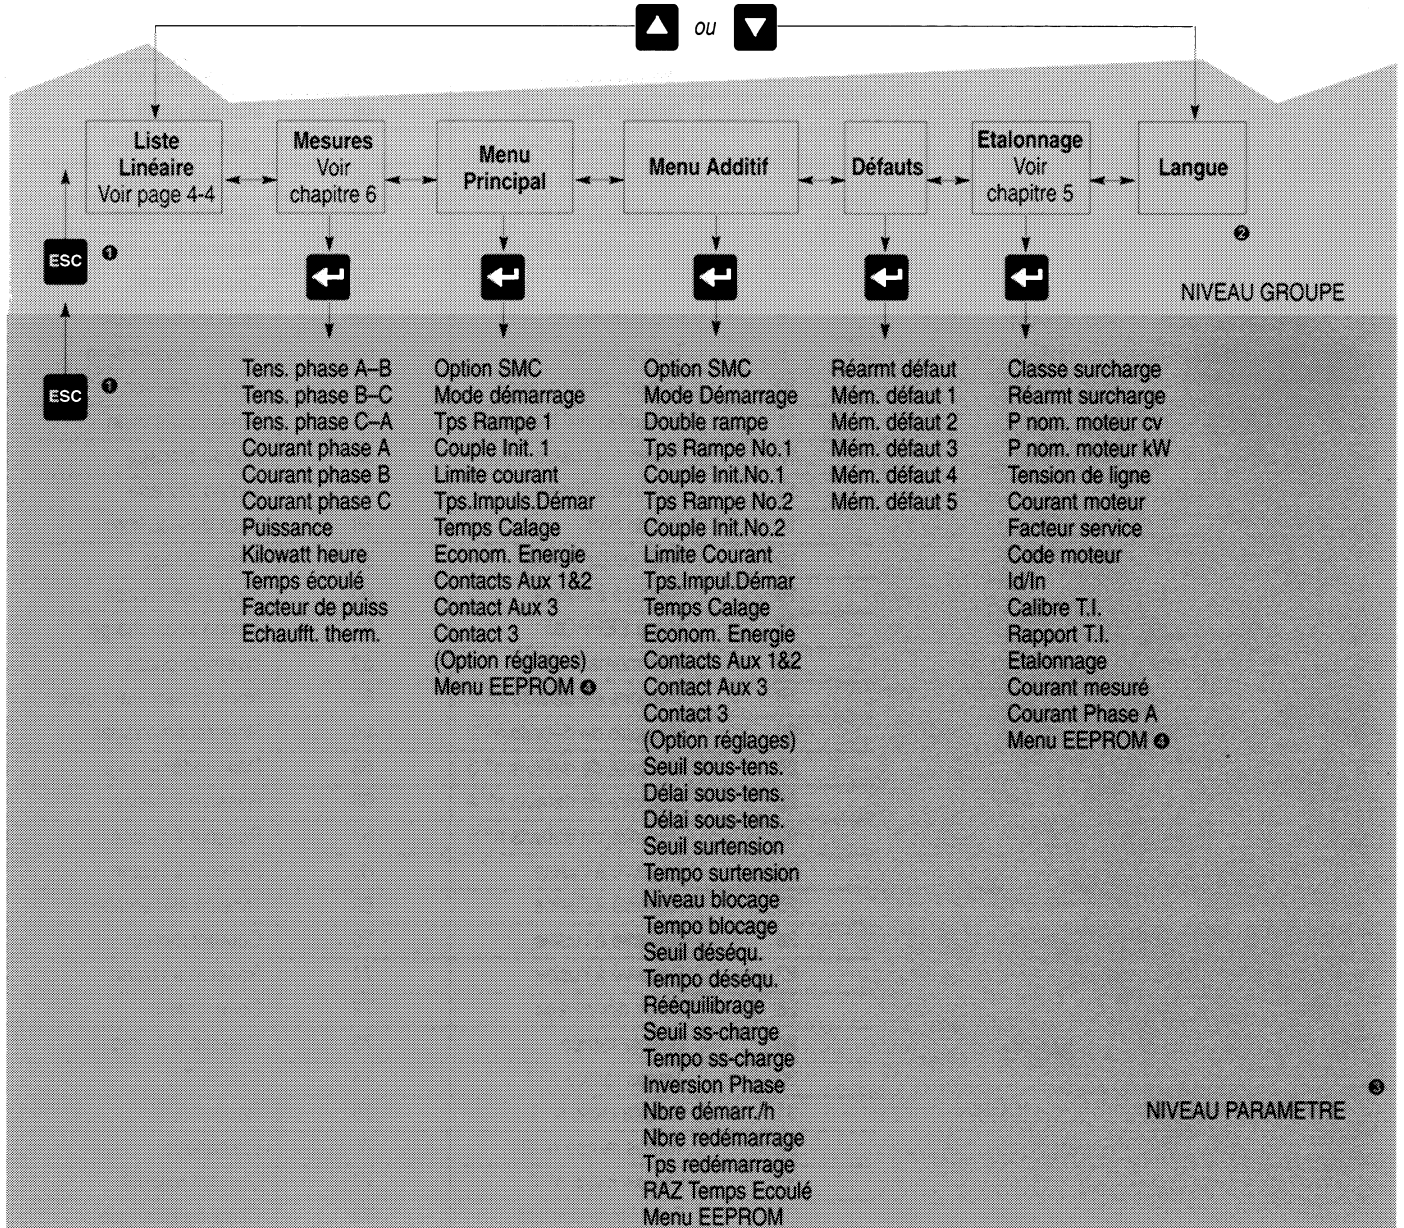 ou
Liste
Linéaire
Voir page 4-4
Mesures
Voir
chapitre 6
Menu
Principal
Menu Additif
Défauts
Etalonnage
Voir
chapitre 5
Langue
ESC ❶
❷
NIVEAU GROUPE
ESC ❶
Tens. phase A–B
Tens. phase B–C
Tens. phase C–A
Courant phase A
Courant phase B
Courant phase C
Puissance
Kilowatt heure
Temps écoulé
Facteur de puiss
Echaufft. therm.
Option SMC
Mode démarrage
Tps Rampe 1
Couple Init. 1
Limite courant
Tps.Impuls.Démar
Temps Calage
Econom. Energie
Contacts Aux 1&2
Contact Aux 3
Contact 3
(Option réglages)
Menu EEPROM ❹
Option SMC
Mode Démarrage
Double rampe
Tps Rampe No.1
Couple Init.No.1
Tps Rampe No.2
Couple Init.No.2
Limite Courant
Tps.Impul.Démar
Temps Calage
Econom. Energie
Contacts Aux 1&2
Contact Aux 3
Contact 3
(Option réglages)
Seuil sous-tens.
Délai sous-tens.
Délai sous-tens.
Seuil surtension
Tempo surtension
Niveau blocage
Tempo blocage
Seuil déséqu.
Tempo déséqu.
Rééquilibrage
Seuil ss-charge
Tempo ss-charge
Inversion Phase
Nbre démarr./h
Nbre redémarrage
Tps redémarrage
RAZ Temps Ecoulé
Menu EEPROM
Réarmt défaut
Mém. défaut 1
Mém. défaut 2
Mém. défaut 3
Mém. défaut 4
Mém. défaut 5
Classe surcharge
Réarmt surcharge
P nom. moteur cv
P nom. moteur kW
Tension de ligne
Courant moteur
Facteur service
Code moteur
Id/In
Calibre T.I.
Rapport T.I.
Etalonnage
Courant mesuré
Courant Phase A
Menu EEPROM ❹
❸
NIVEAU PARAMETRE